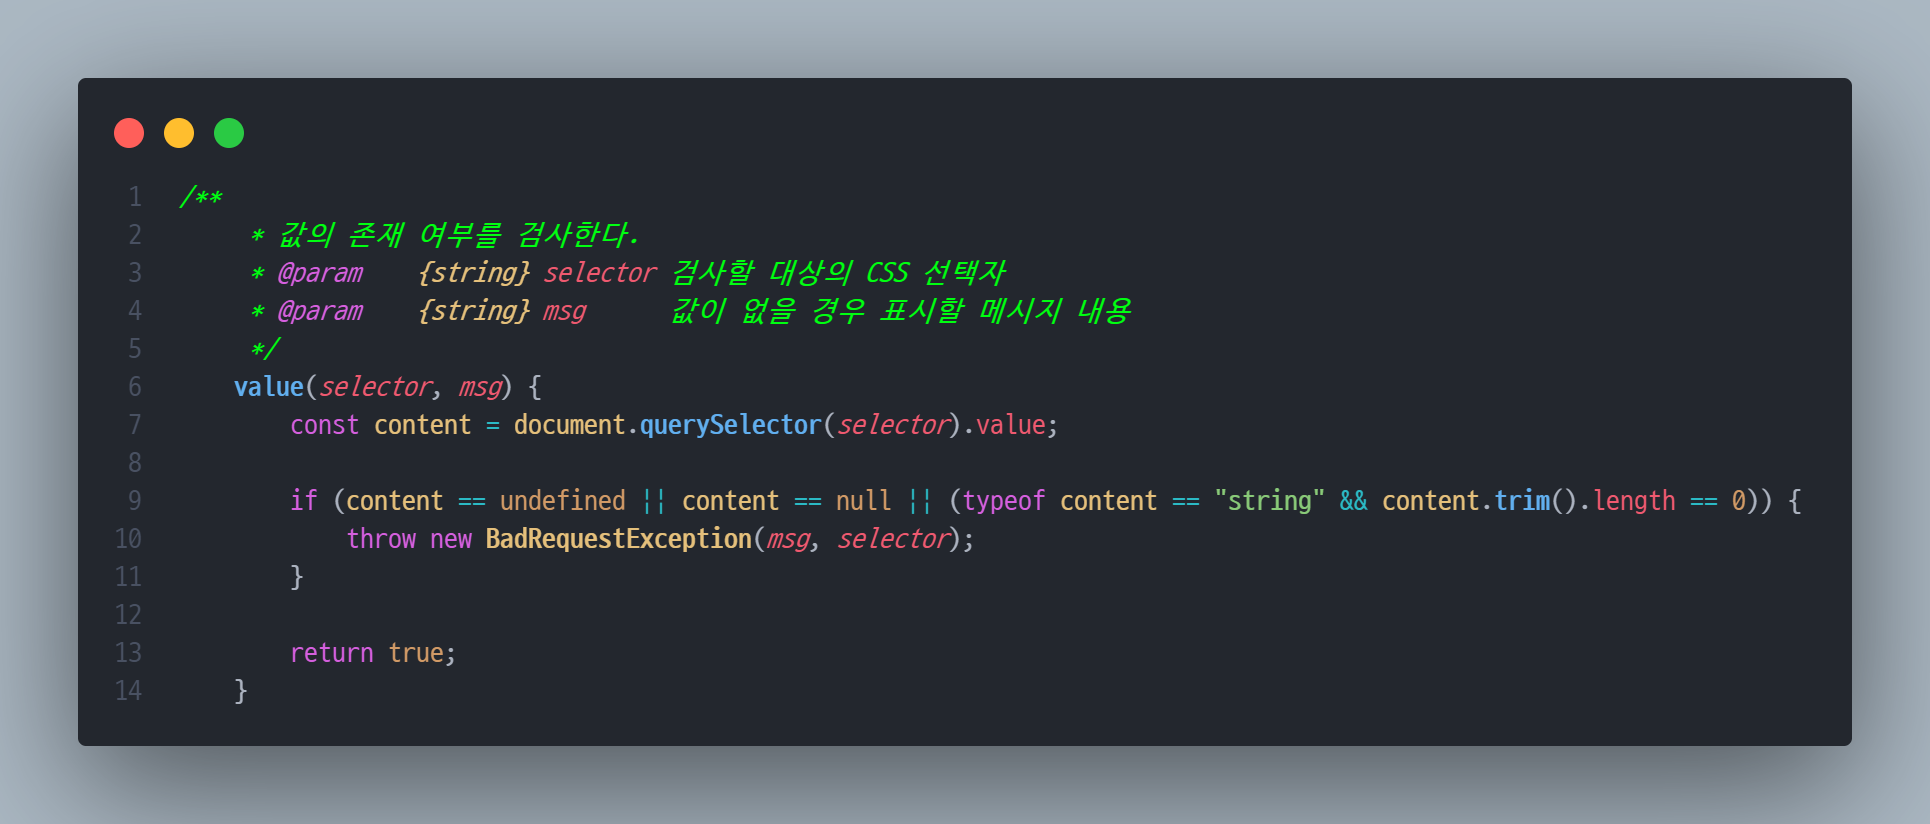 1 /**
2      * 값의 존재 여부를 검사한다.
3      * @param    {string} selector 검사할 대상의 CSS 선택자
4      * @param    {string} msg      값이 없을 경우 표시할 메시지 내용
5      */
6     value(selector, msg) {
7         const content = document.querySelector(selector).value;
8
9         if (content == undefined || content == null || (typeof content == "string" && content.trim().length == 0)) {
10             throw new BadRequestException(msg, selector);
11         }
12
13         return true;
14     }